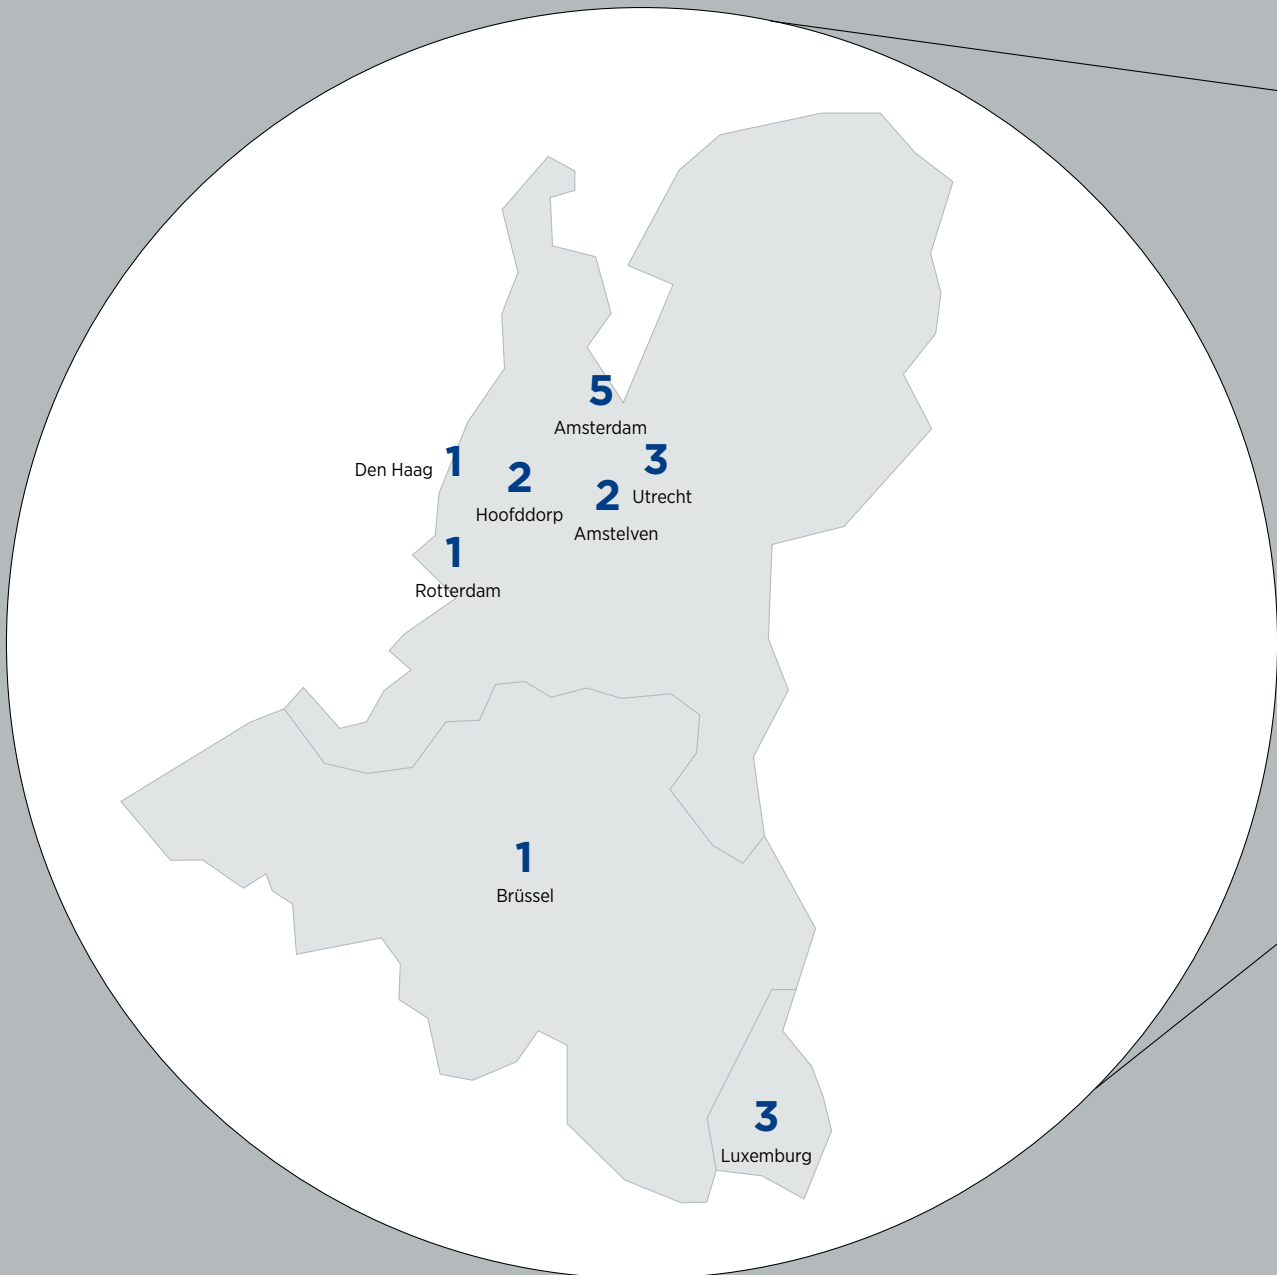 5
Amsterdam
Den Haag 1
2
Hoofddorp
3
Utrecht
2
Amstelven
1
Rotterdam
1
Brüssel
3
Luxemburg